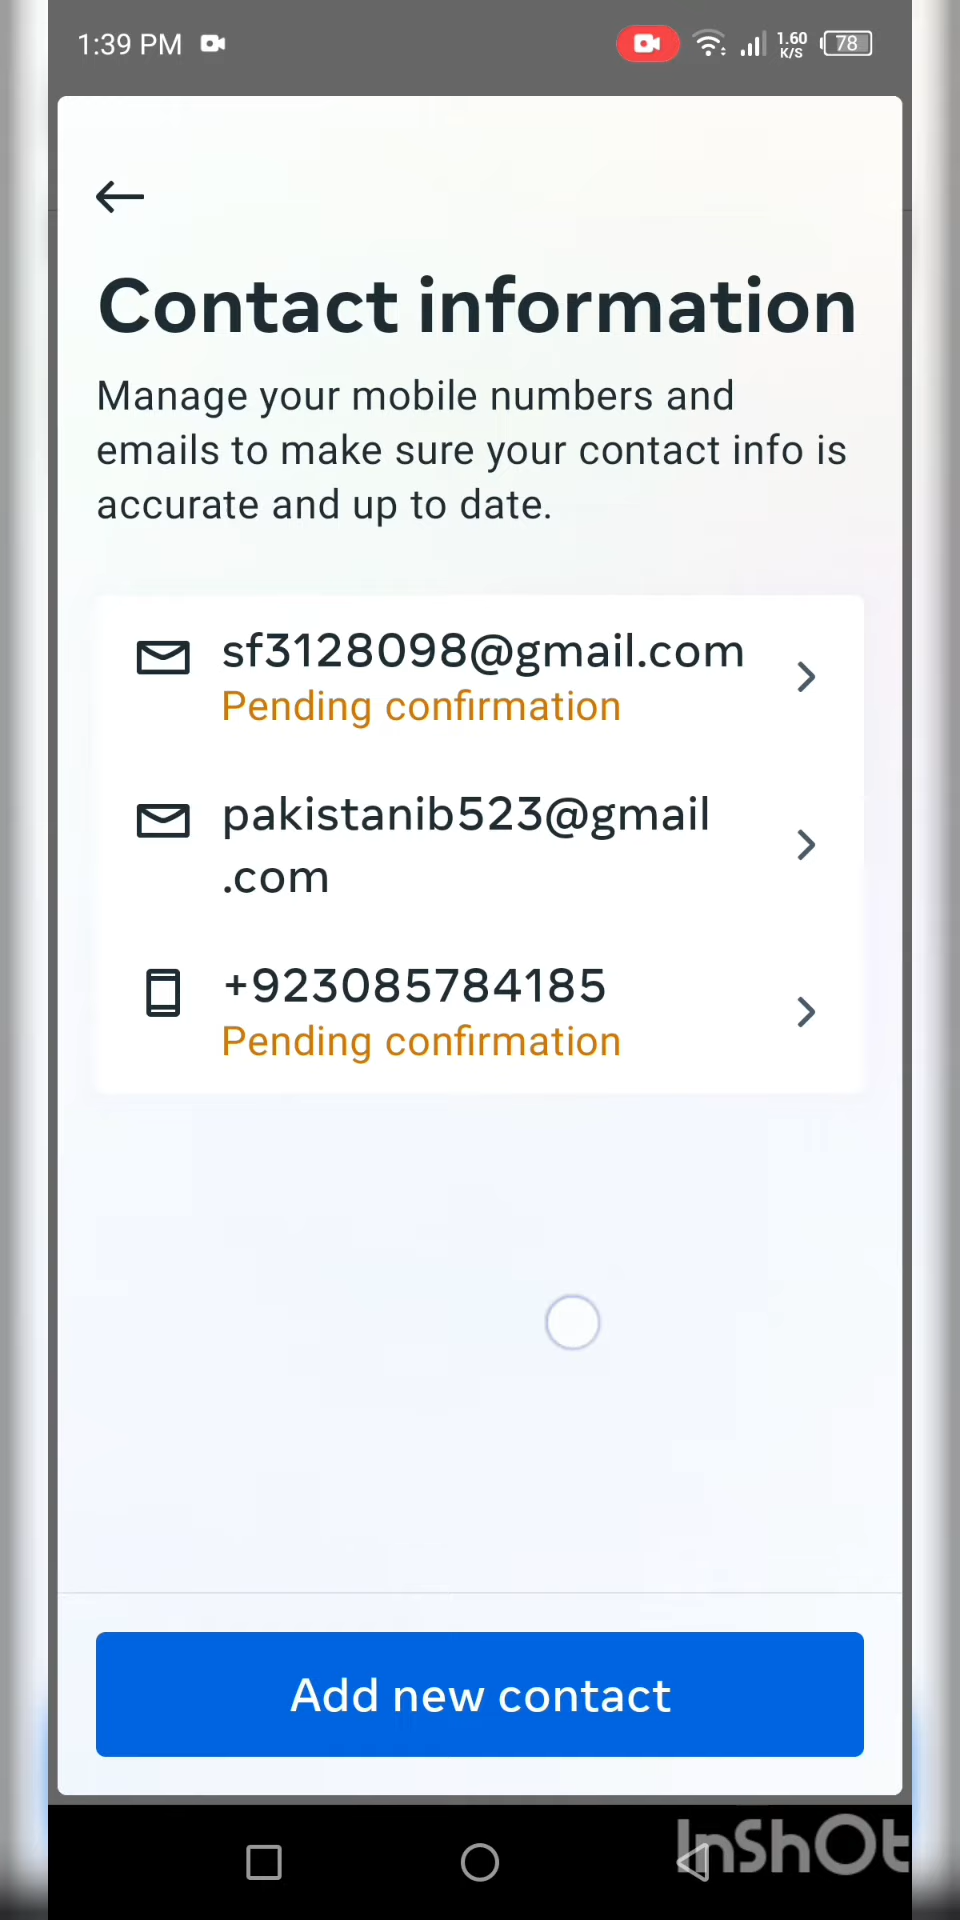 1:39 PM
1.60
K/S
78
Contact information
Manage your mobile numbers and
emails to make sure your contact info is
accurate and up to date.
sf3128098@gmail.com
Pending confirmation
pakistanib523@gmail
.com
+923085784185
Pending confirmation
Add new contact
InShOt